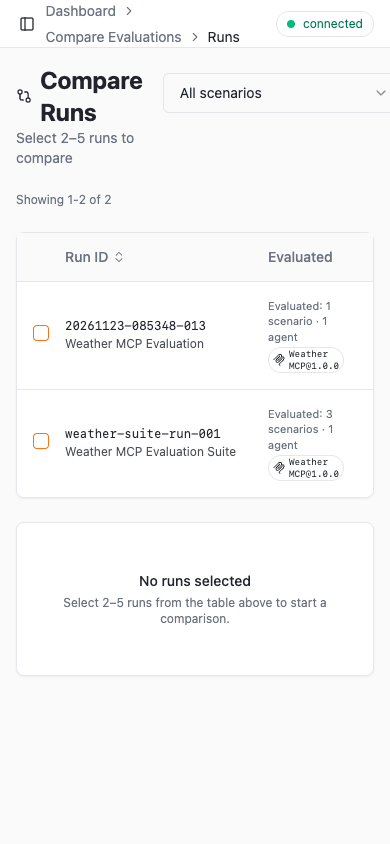 Dashboard
Compare Evaluations
Runs
connected
Compare
Runs
All scenarios
Select 2–5 runs to
compare
Showing 1-2 of 2
Run ID
Evaluated
20261123-085348-013
Weather MCP Evaluation
Evaluated: 1
scenario · 1
agent
Weather
MCP@1.0.0
weather-suite-run-001
Weather MCP Evaluation Suite
Evaluated: 3
scenarios · 1
agent
Weather
MCP@1.0.0
No runs selected
Select 2–5 runs from the table above to start a
comparison.